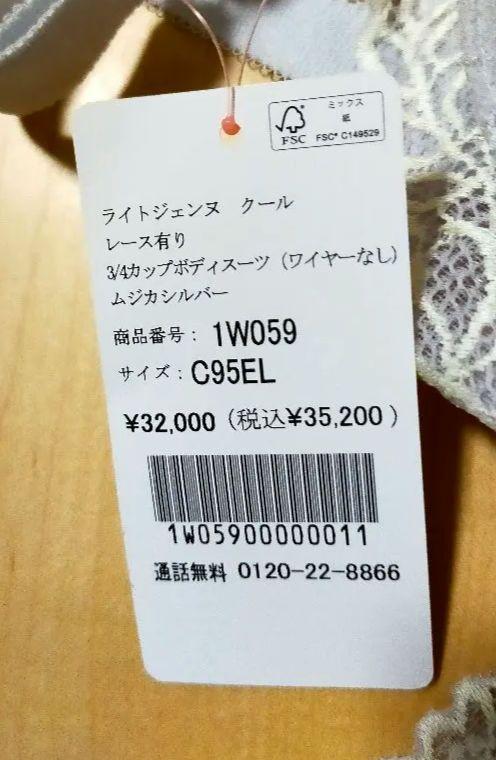 ミックス
紙
FSC
FSC® C149529
ライトジェンヌ　クール
レース有り
3/4カップボディスーツ（ワイヤーなし）
ムジカシルバー
商品番号：1W059
サイズ：C95EL
¥32,000（税込¥35,200）
1W05900000011
通話無料 0120-22-8866